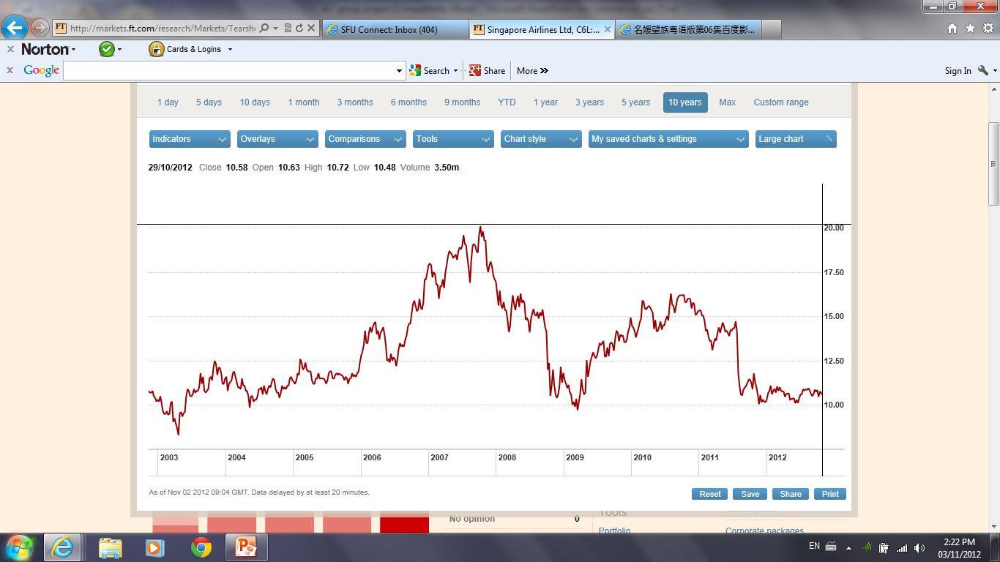 http://markets.ft.com/research/Markets/Tearshe
SFU Connect: Inbox (404)
FT Singapore Airlines Ltd, C6L:...
名媛望族粤语版第06集百度影...
x Norton
Cards & Logins
x Google
Search
Share
More »
Sign In
1 day 5 days 10 days 1 month 3 months 6 months 9 months YTD 1 year 3 years 5 years 10 years Max Custom range
Indicators Overlays Comparisons Tools Chart style My saved charts & settings Large chart
29/10/2012 Close 10.58 Open 10.63 High 10.72 Low 10.48 Volume 3.50m
20.00
17.50
15.00
12.50
10.00
2003 2004 2005 2006 2007 2008 2009 2010 2011 2012
As of Nov 02 2012 09:04 GMT. Data delayed by at least 20 minutes.
Reset Save Share Print
No opinion 0
Portfolio
Corporate packages
EN
2:22 PM
03/11/2012